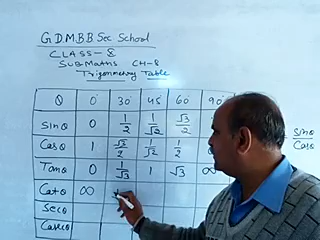 G.D.M.B.B Sec School
CLASS-8
SUB Maths CH-8
Trigonometry Table
Q 0° 30° 45 60 90°
Sinθ 0 1/2 1/√2 √3/2
Cosθ 1 √3/2 1/√2 1/2
Tanθ 0 1/√3 1 √3 ∞
Catθ ∞
Secθ
Cosecθ
Sinθ/Cosθ